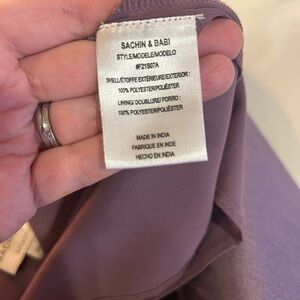 SACHIN & BABI
STYLE/MODELE/MODELO
#F21S07A
SHELL/ÉTOFFE EXTÉRIEURE/EXTERIOR :
100% POLYESTER/POLIÉSTER
LINING/ DOUBLURE/ FORRO :
100% POLYESTER/POLIÉSTER
MADE IN INDIA
FABRIQUE EN INDE
HECHO EN INDIA